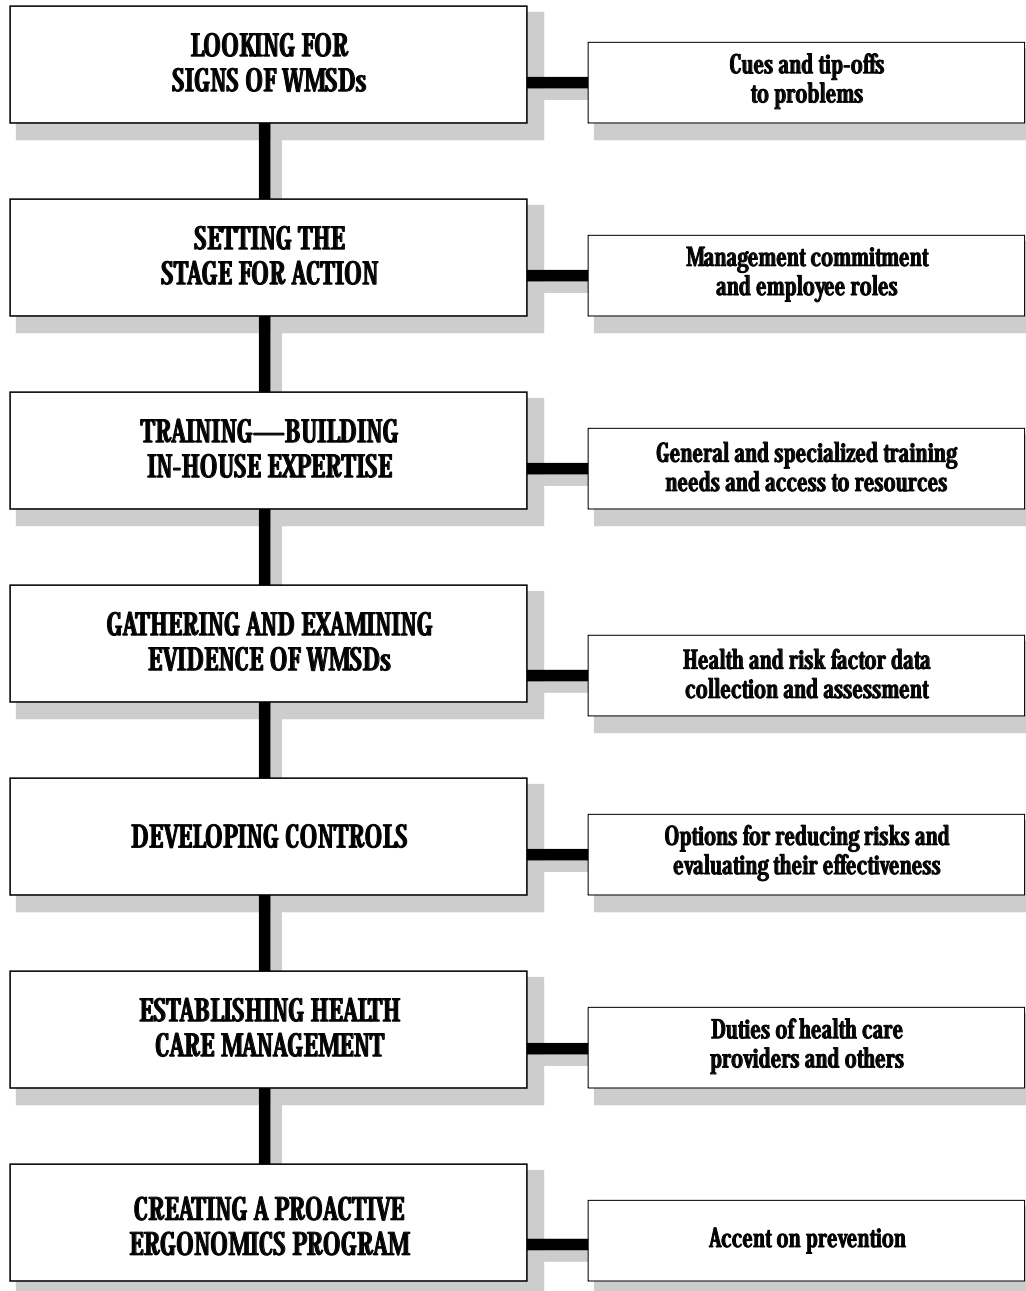 LOOKING FOR
SIGNS OF WMSDs
Cues and tip-offs
to problems
SETTING THE
STAGE FOR ACTION
Management commitment
and employee roles
TRAINING—BUILDING
IN-HOUSE EXPERTISE
General and specialized training
needs and access to resources
GATHERING AND EXAMINING
EVIDENCE OF WMSDs
Health and risk factor data
collection and assessment
DEVELOPING CONTROLS
Options for reducing risks and
evaluating their effectiveness
ESTABLISHING HEALTH
CARE MANAGEMENT
Duties of health care
providers and others
CREATING A PROACTIVE
ERGONOMICS PROGRAM
Accent on prevention